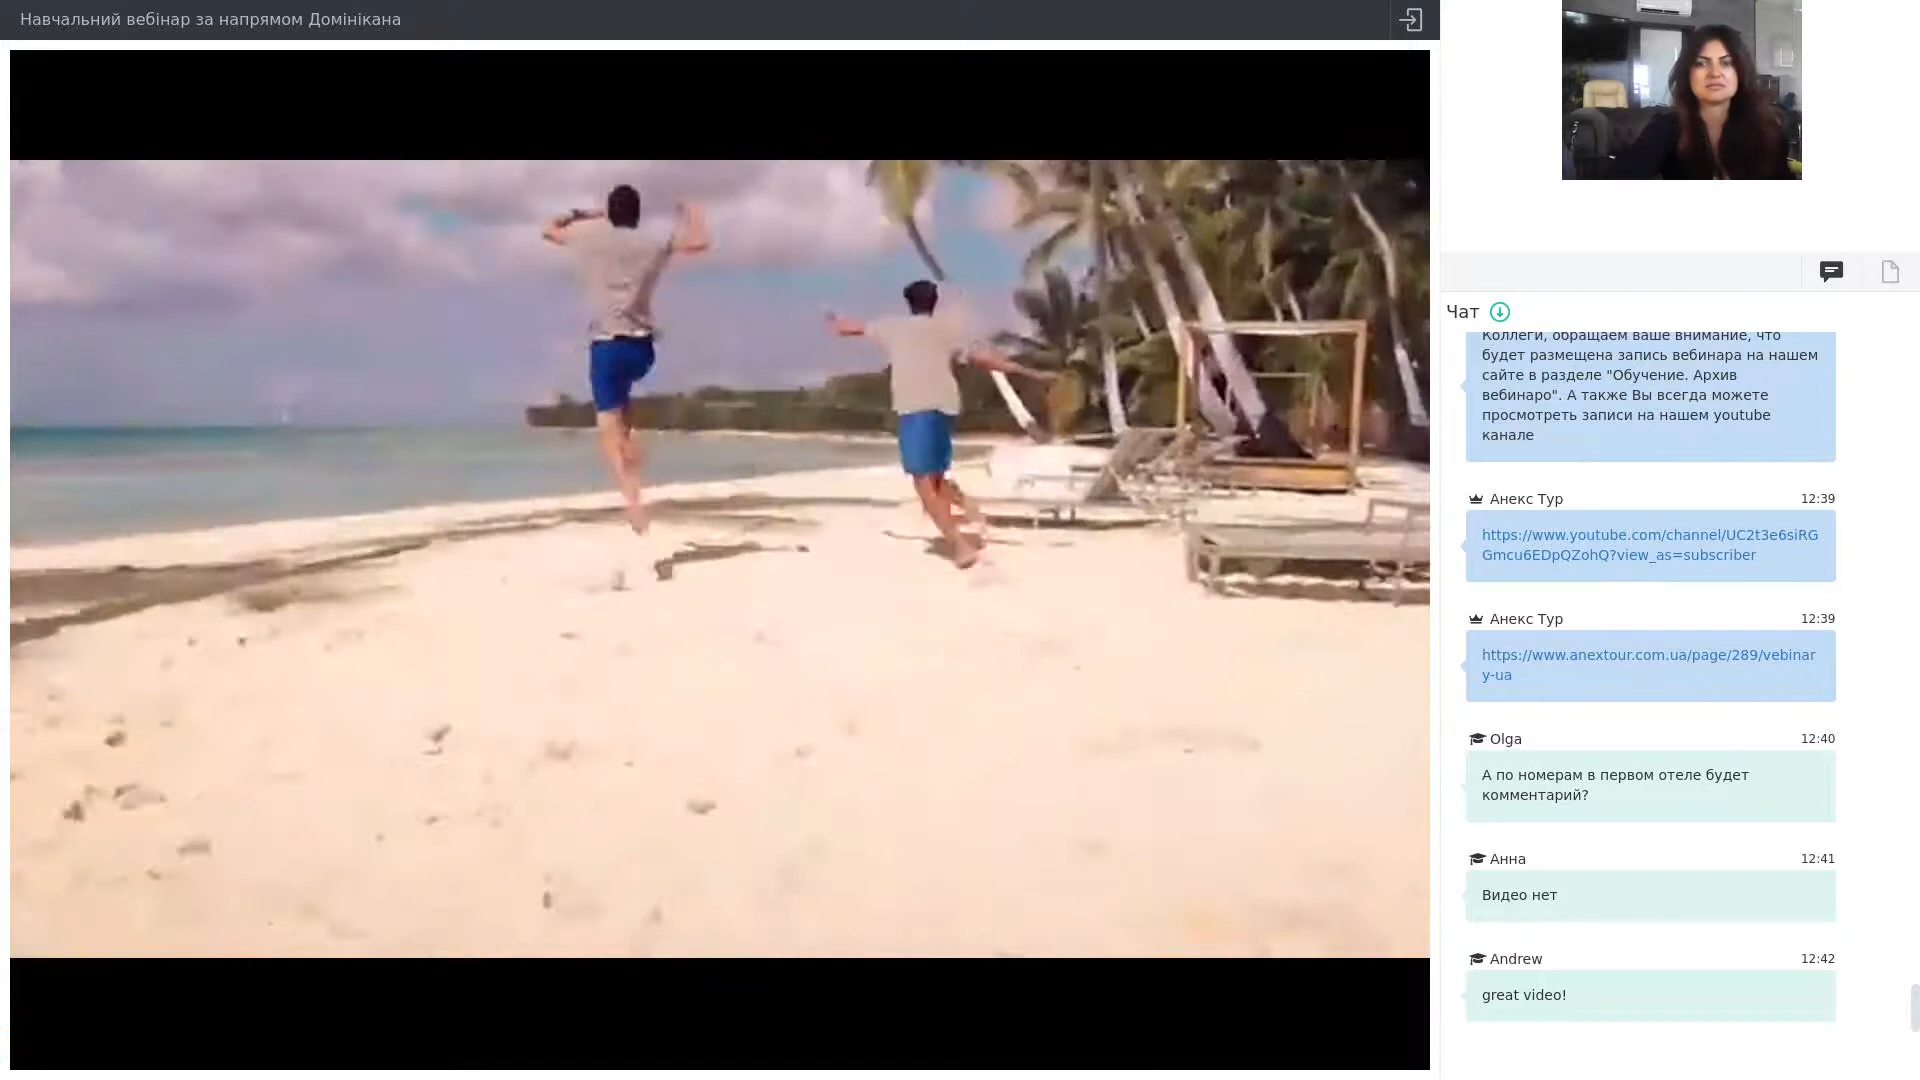 Навчальний вебінар за напрямом Домінікана
Чат
Коллеги, обращаем ваше внимание, что
будет размещена запись вебинара на нашем
сайте в разделе "Обучение. Архив
вебинаро". А также Вы всегда можете
просмотреть записи на нашем youtube
канале
Анекс Тур 12:39
https://www.youtube.com/channel/UC2t3e6siRG
Gmcu6EDpQZohQ?view_as=subscriber
Анекс Тур 12:39
https://www.anextour.com.ua/page/289/vebinar
y-ua
Olga 12:40
А по номерам в первом отеле будет
комментарий?
Анна 12:41
Видео нет
Andrew 12:42
great video!